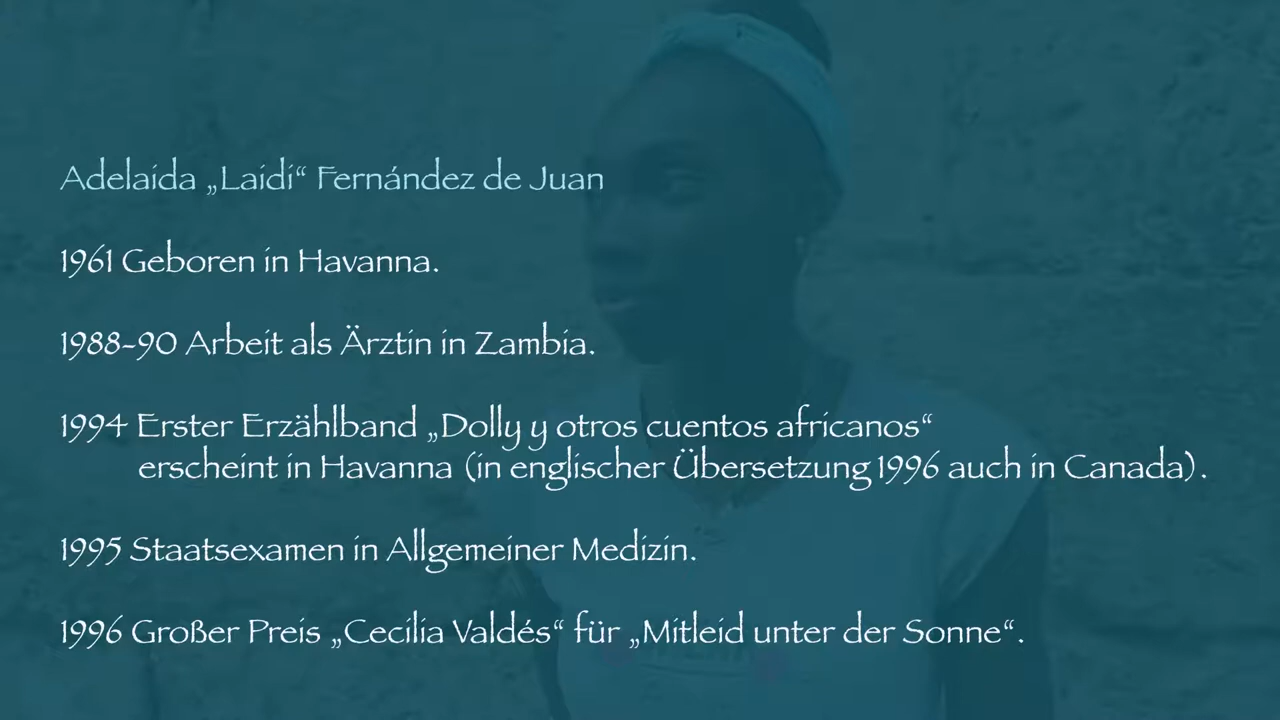 Adelaida „Laidi“ Fernández de Juan
1961 Geboren in Havanna.
1988-90 Arbeit als Ärztin in Zambia.
1994 Erster Erzählband „Dolly y otros cuentos africanos“
erscheint in Havanna (in englischer Übersetzung 1996 auch in Canada).
1995 Staatsexamen in Allgemeiner Medizin.
1996 Großer Preis „Cecilia Valdés“ für „Mitleid unter der Sonne“.